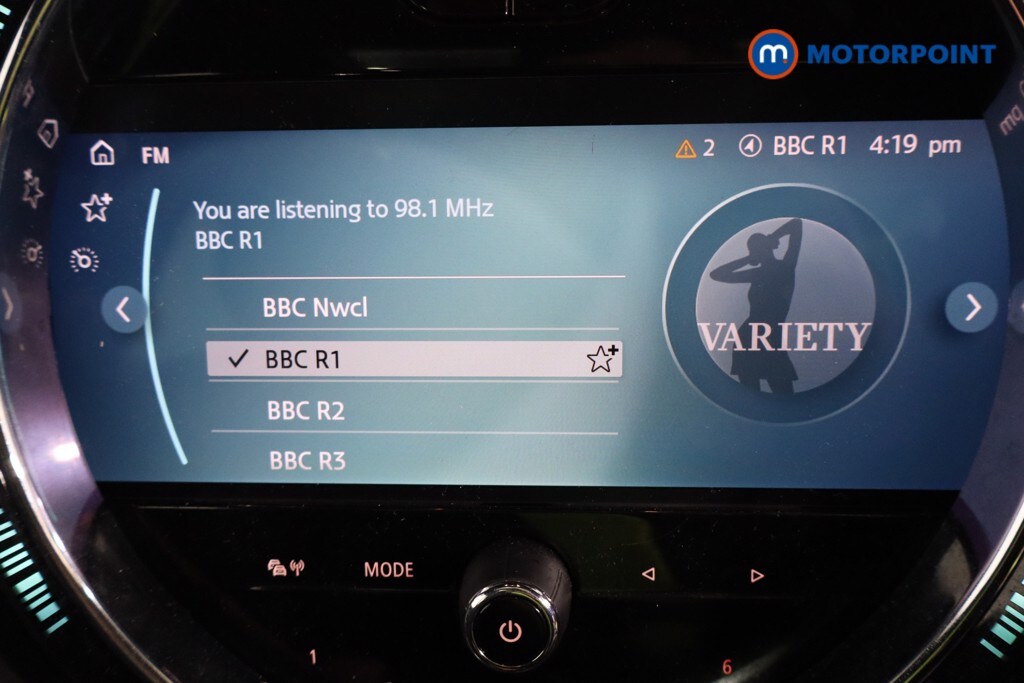 m MOTORPOINT
FM
2 BBC R1 4:19 pm
You are listening to 98.1 MHz
BBC R1
BBC Nwcl
BBC R1
BBC R2
BBC R3
VARIETY
MODE
1
6